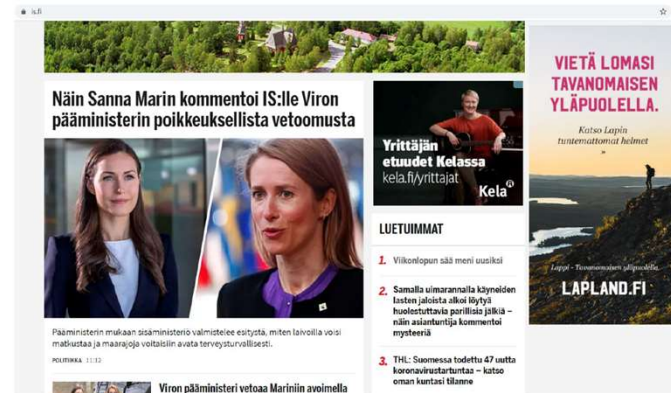 is.fi
Näin Sanna Marin kommentoi IS:lle Viron
pääministerin poikkeuksellista vetoomusta
Pääministerin mukaan sisäministeriö valmistelee esitystä, miten laivoilla voisi
matkustaa ja maarajoja voitaisiin avata terveysturvallisesti.
POLITIIKKA 11:13
Viron pääministeri vetoaa Mariniin avoimella
Yrittäjän
etuudet Kelassa
kela.fi/yrittajat
Kela
LUETUIMMAT
1. Viikonlopun sää meni uusiksi
2. Samalla uimarannalla käyneiden
lasten jaloista alkoi löytyä
huolestuttavia parillisia jälkiä –
näin asiantuntija kommentoi
mysteeriä
3. THL: Suomessa todettu 47 uutta
koronavirustartuntaa – katso
oman kuntasi tilanne
VIETÄ LOMASI
TAVANOMAISEN
YLÄPUOLELLA.
Katso Lapin
tuntemattomat helmet
»
Lappi - Tavanomaisen yläpuolella.
LAPLAND.FI